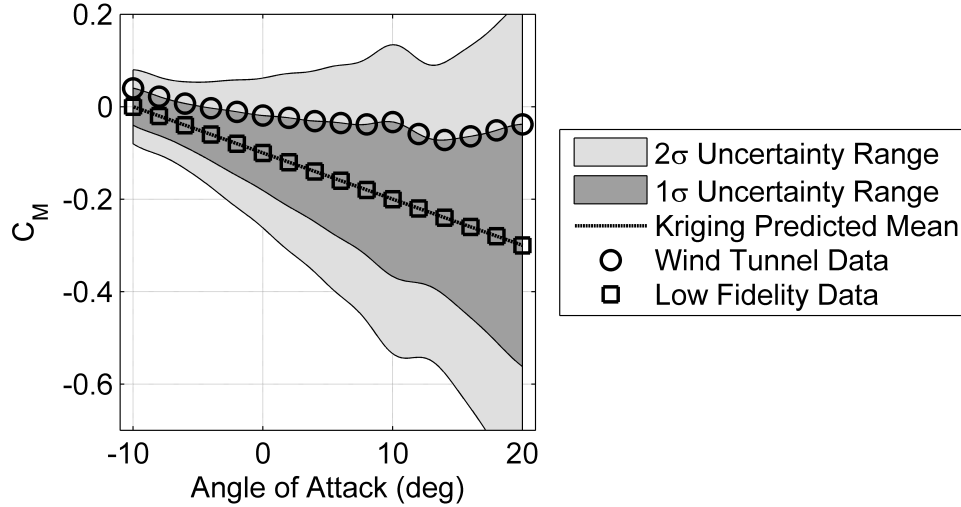 0.2
0
-0.2
-0.4
-0.6
C_M
-10
0
10
20
Angle of Attack (deg)
2σ Uncertainty Range
1σ Uncertainty Range
Kriging Predicted Mean
Wind Tunnel Data
Low Fidelity Data